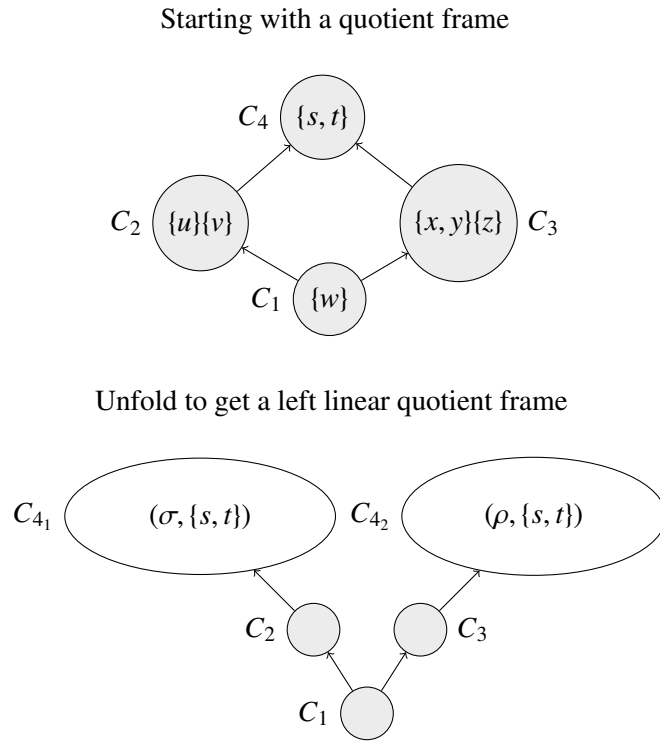 Starting with a quotient frame
C₄ {s, t}
C₂ {u}{v} {x, y}{z} C₃
C₁ {w}
Unfold to get a left linear quotient frame
C₄₁ (σ, {s, t}) C₄₂ (ρ, {s, t})
C₂ C₃
C₁